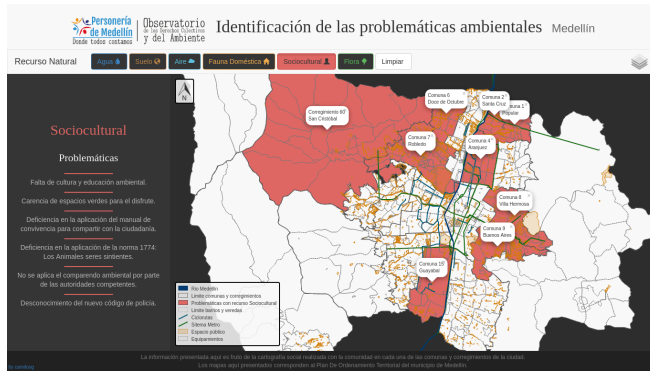 Personería
de Medellín
Donde todos contamos
Observatorio
de los Derechos Colectivos
y del Ambiente
Identificación de las problemáticas ambientales Medellín
Recurso Natural
Agua
Suelo
Aire
Fauna Doméstica
Sociocultural
Flora
Limpiar
N
Sociocultural
Problemáticas
Falta de cultura y educación ambiental.
Carencia de espacios verdes para el disfrute.
Deficiencia en la aplicación del manual de
convivencia para compartir con la ciudadanía.
Deficiencia en la aplicación de la norma 1774:
Los Animales seres sintientes.
No se aplica el comparendo ambiental por parte
de las autoridades competentes.
Desconocimiento del nuevo código de policía.
Corregimiento 60
San Cristóbal
Comuna 6
Doce de Octubre
Comuna 2
Santa Cruz
Comuna 1
Popular
Comuna 7
Robledo
Comuna 4
Aranjuez
Comuna 8
Villa Hermosa
Comuna 9
Buenos Aires
Comuna 15
Guayabal
Río Medellín
Límite comunas y corregimientos
Problemáticas con recurso Sociocultural
Límite barrios y veredas
Ciclorutas
Sitema Metro
Espacio público
Equipamientos
La información presentada aquí es fruto de la cartografía social realizada con la comunidad en cada una de las comunas y corregimientos de la ciudad.
Los mapas aquí presentados corresponden al Plan De Ordenamiento Territorial del municipio de Medellín.